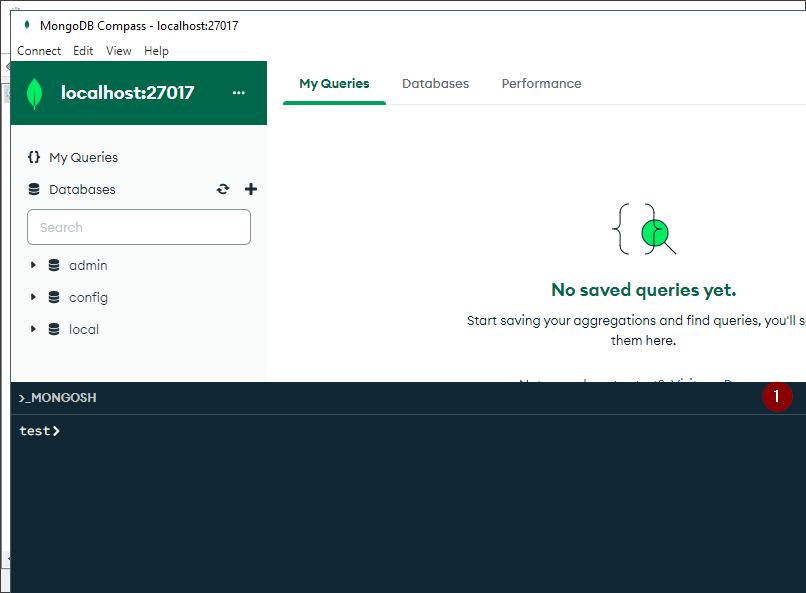 MongoDB Compass - localhost:27017
Connect Edit View Help
localhost:27017 ...
My Queries Databases Performance
{} My Queries
Databases
Search
admin
config
local
No saved queries yet.
Start saving your aggregations and find queries, you'll s
them here.
>_MONGOSH
1
test>